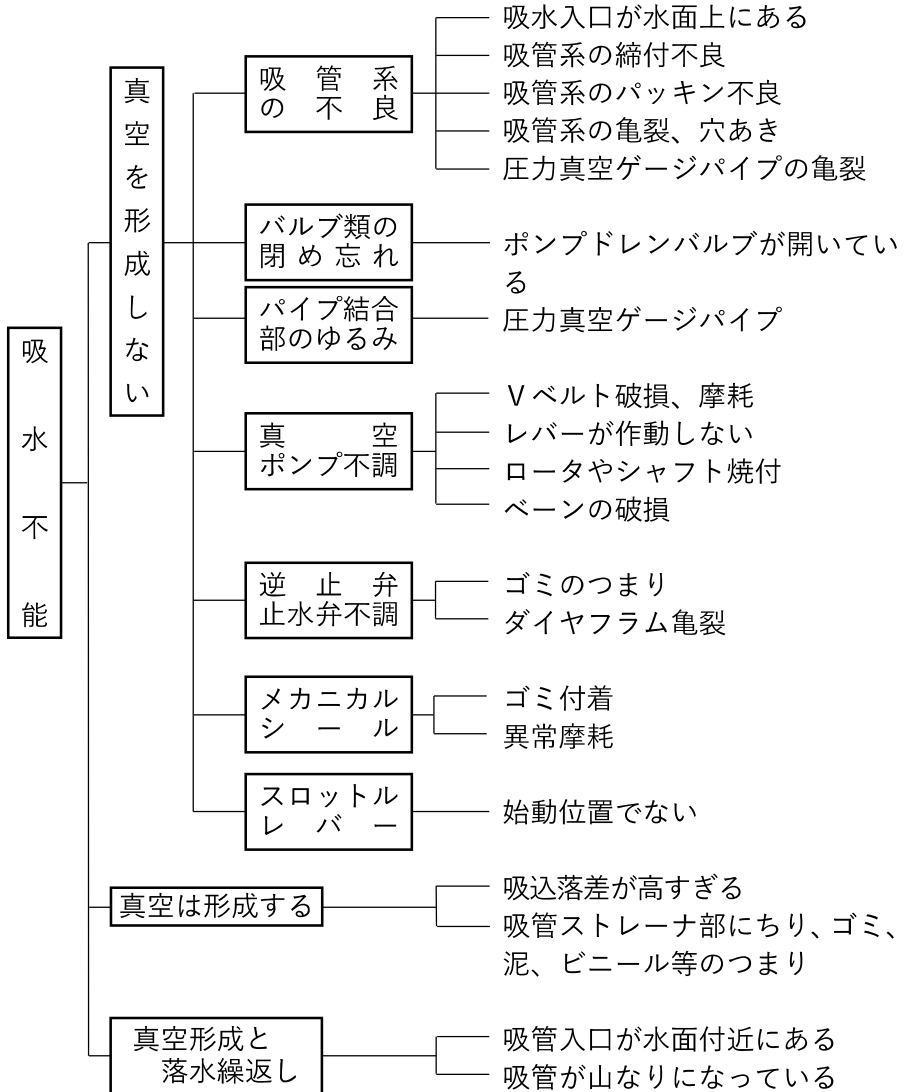 吸水不能
真空を形成しない
吸管系
の不良
吸水入口が水面上にある
吸管系の締付不良
吸管系のパッキン不良
吸管系の亀裂、穴あき
圧力真空ゲージパイプの亀裂
バルブ類の
閉め忘れ
ポンプドレンバルブが開いてい
る
パイプ結合
部のゆるみ
圧力真空ゲージパイプ
真空
ポンプ不調
Vベルト破損、摩耗
レバーが作動しない
ロータやシャフト焼付
ベーンの破損
逆止弁
止水弁不調
ゴミのつまり
ダイヤフラム亀裂
メカニカル
シール
ゴミ付着
異常摩耗
スロットル
レバー
始動位置でない
真空は形成する
吸込落差が高すぎる
吸管ストレーナ部にちり、ゴミ、
泥、ビニール等のつまり
真空形成と
落水繰返し
吸管入口が水面付近にある
吸管が山なりになっている